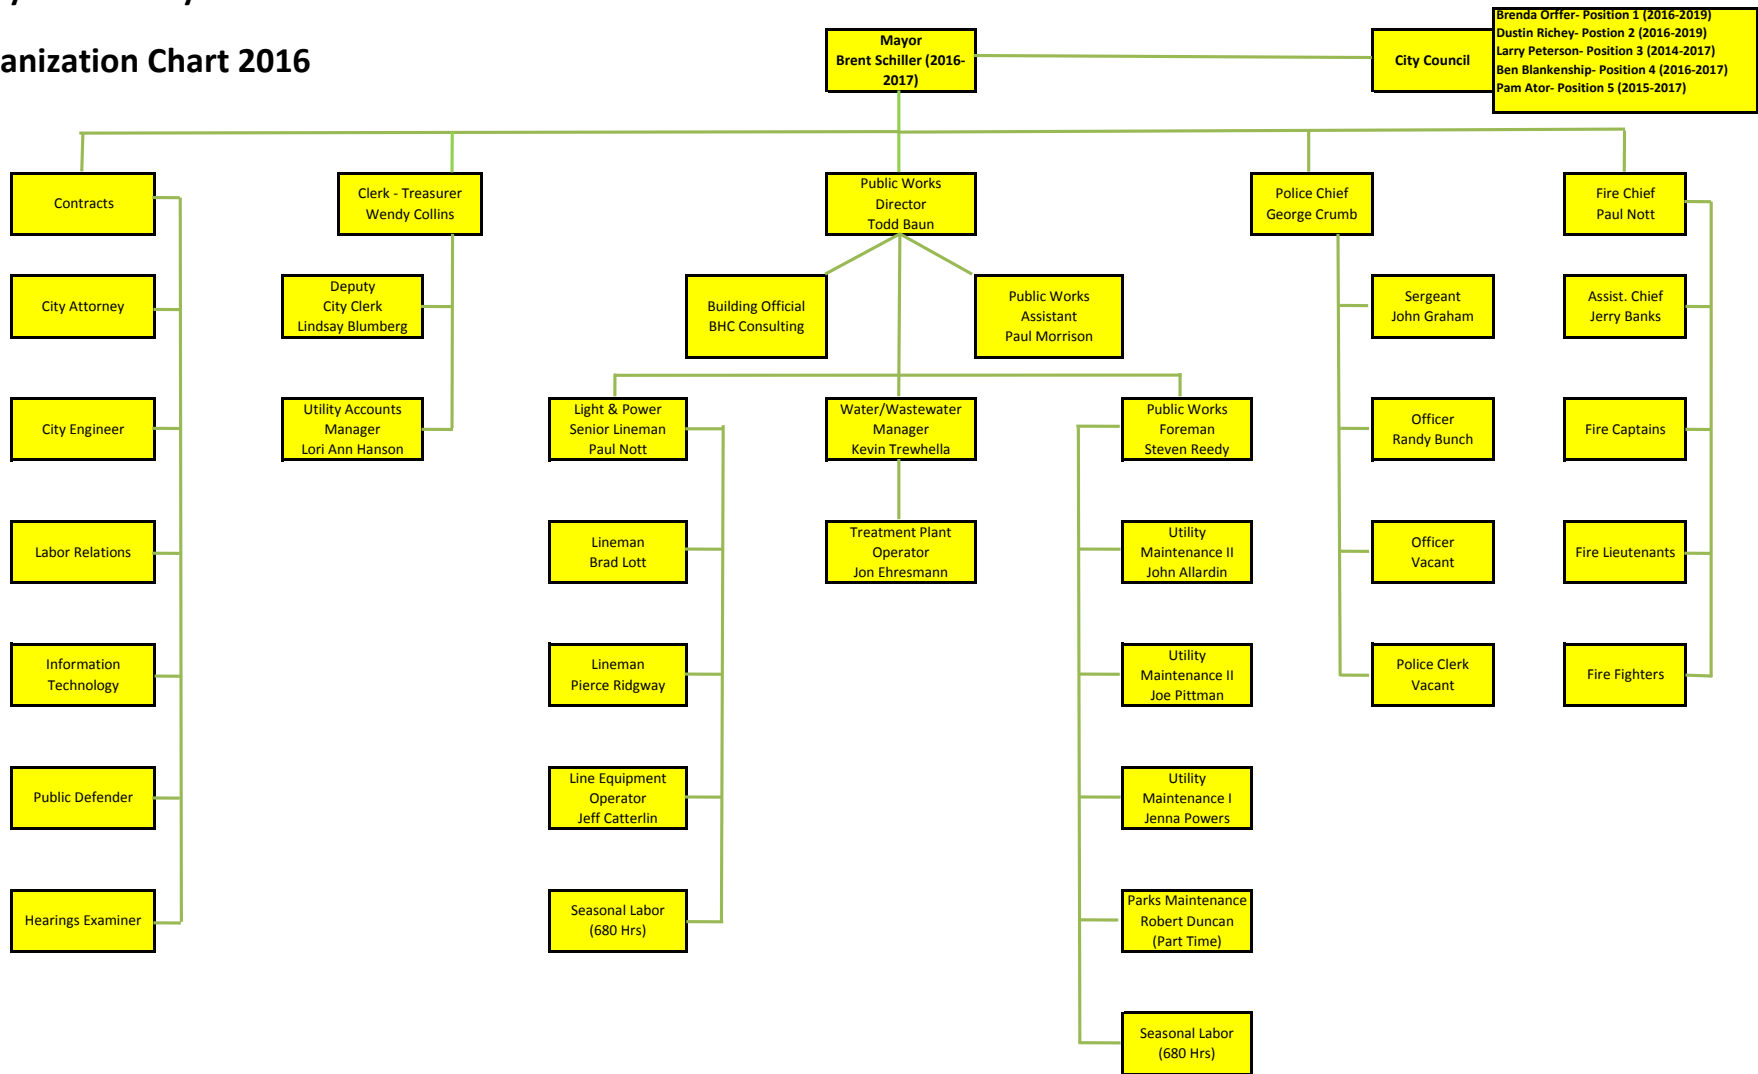 anization Chart 2016
Mayor
Brent Schiller (2016-
2017)
City Council
Brenda Orffer- Position 1 (2016-2019)
Dustin Richey- Postion 2 (2016-2019)
Larry Peterson- Position 3 (2014-2017)
Ben Blankenship- Position 4 (2016-2017)
Pam Ator- Position 5 (2015-2017)
Contracts
Clerk - Treasurer
Wendy Collins
Public Works
Director
Todd Baun
Police Chief
George Crumb
Fire Chief
Paul Nott
City Attorney
Deputy
City Clerk
Lindsay Blumberg
Building Official
BHC Consulting
Public Works
Assistant
Paul Morrison
Sergeant
John Graham
Assist. Chief
Jerry Banks
City Engineer
Utility Accounts
Manager
Lori Ann Hanson
Light & Power
Senior Lineman
Paul Nott
Water/Wastewater
Manager
Kevin Trewhella
Public Works
Foreman
Steven Reedy
Officer
Randy Bunch
Fire Captains
Labor Relations
Lineman
Brad Lott
Treatment Plant
Operator
Jon Ehresmann
Utility
Maintenance II
John Allardin
Officer
Vacant
Fire Lieutenants
Information
Technology
Lineman
Pierce Ridgway
Utility
Maintenance II
Joe Pittman
Police Clerk
Vacant
Fire Fighters
Public Defender
Line Equipment
Operator
Jeff Catterlin
Utility
Maintenance I
Jenna Powers
Hearings Examiner
Seasonal Labor
(680 Hrs)
Parks Maintenance
Robert Duncan
(Part Time)
Seasonal Labor
(680 Hrs)